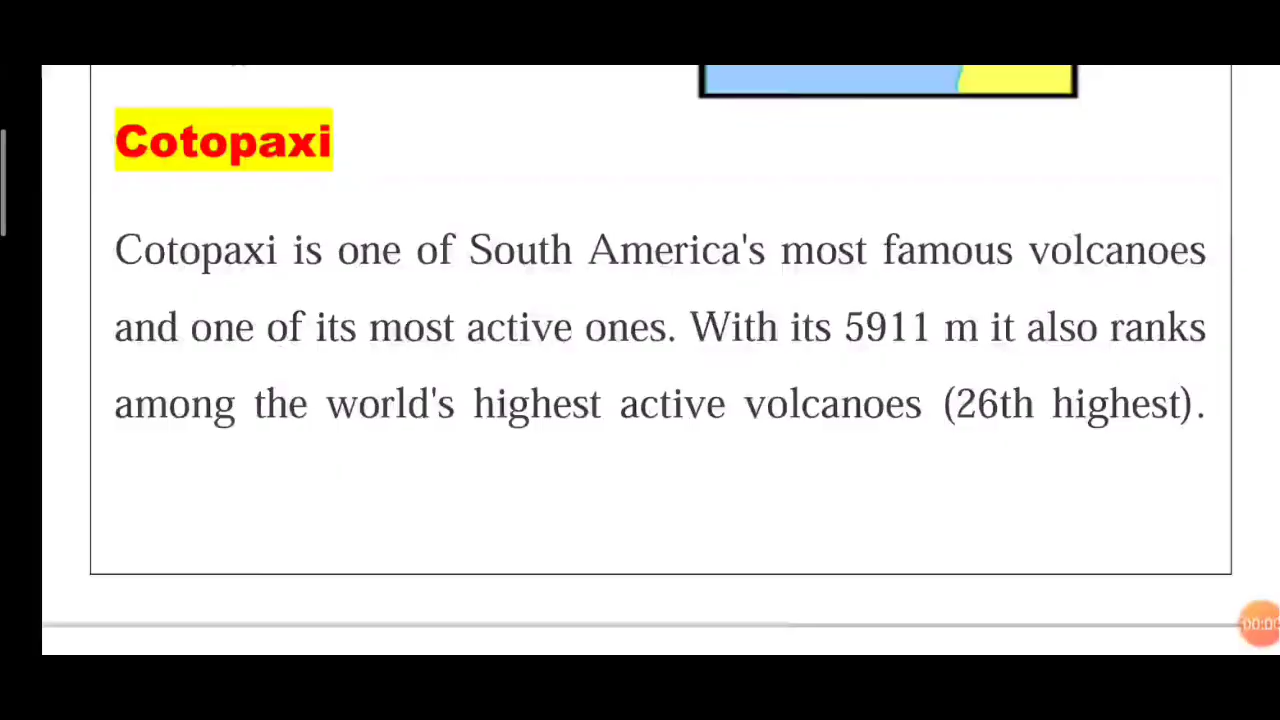 Cotopaxi
Cotopaxi is one of South America's most famous volcanoes
and one of its most active ones. With its 5911 m it also ranks
among the world's highest active volcanoes (26th highest).